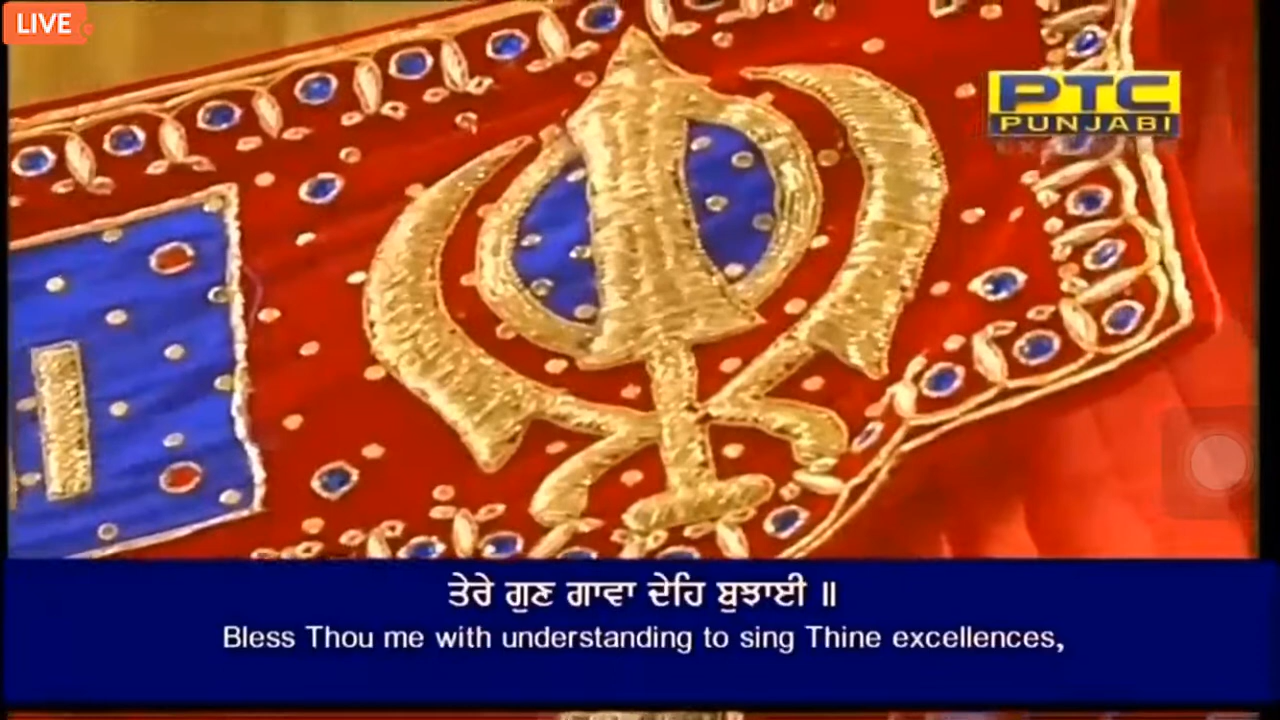 LIVE
PTC
PUNJABI
ਤੇਰੇ ਗੁਣ ਗਾਵਾ ਦੇਹਿ ਬੁਝਾਈ ॥
Bless Thou me with understanding to sing Thine excellences,